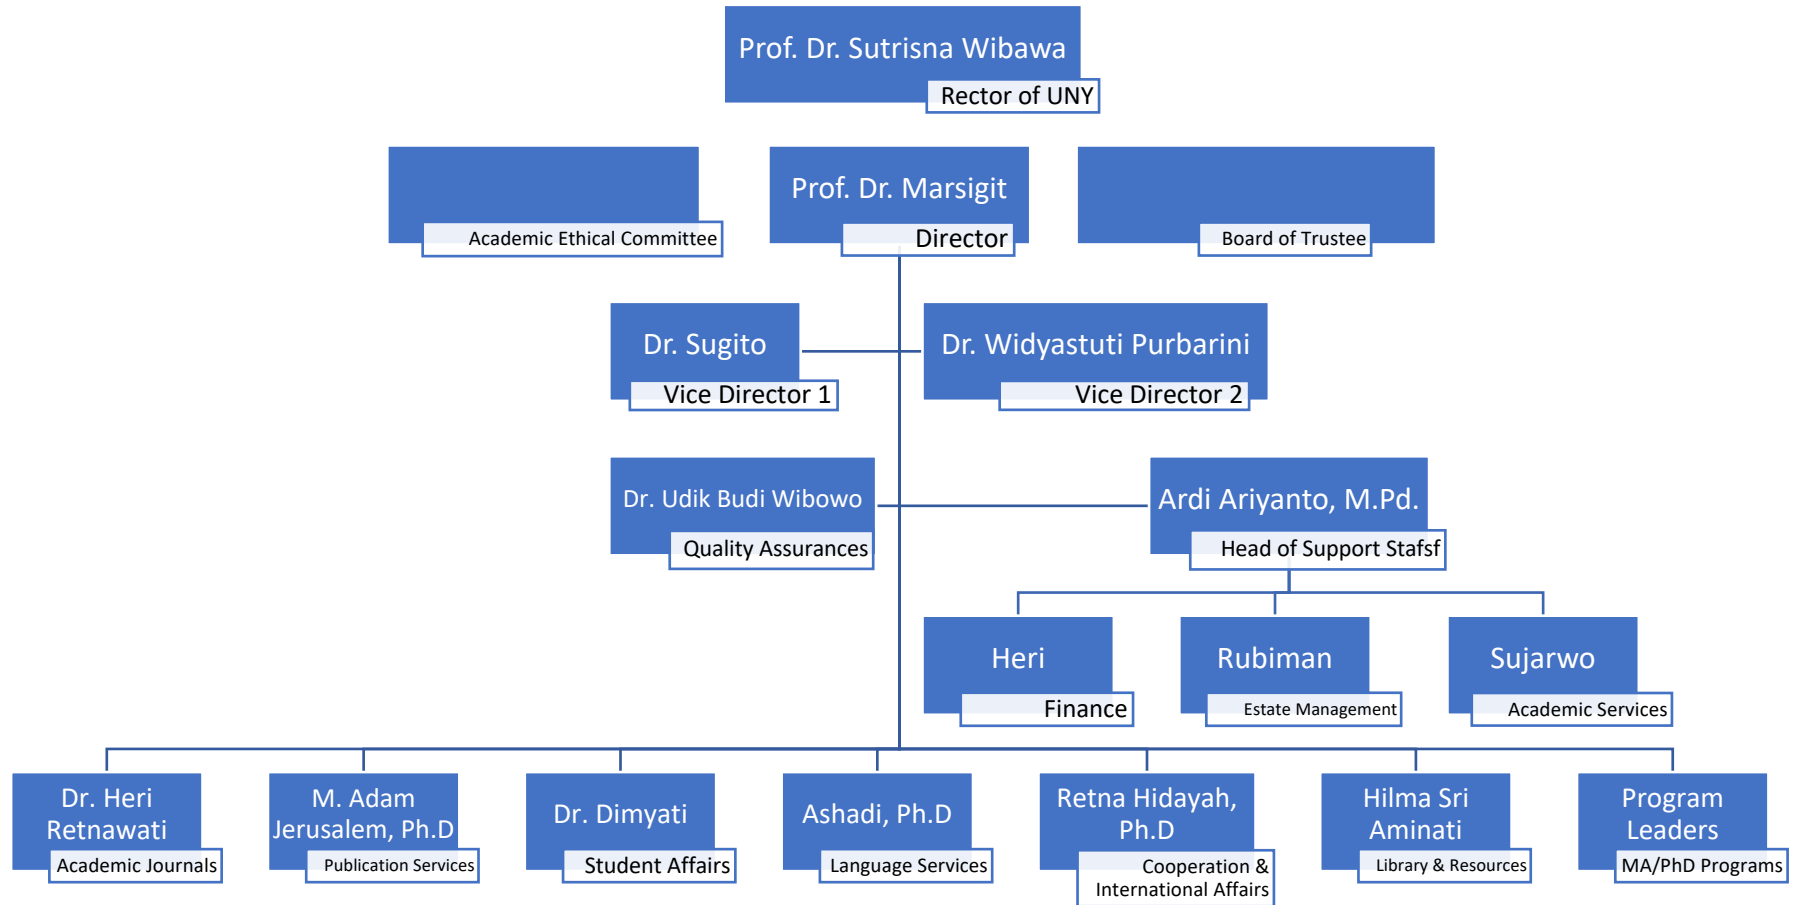 Prof. Dr. Sutrisna Wibawa
Rector of UNY
Academic Ethical Committee
Prof. Dr. Marsigit
Director
Board of Trustee
Dr. Sugito
Vice Director 1
Dr. Widyastuti Purbarini
Vice Director 2
Dr. Udik Budi Wibowo
Quality Assurances
Ardi Ariyanto, M.Pd.
Head of Support Stafsf
Heri
Finance
Rubiman
Estate Management
Sujarwo
Academic Services
Dr. Heri
Retnawati
Academic Journals
M. Adam
Jerusalem, Ph.D
Publication Services
Dr. Dimyati
Student Affairs
Ashadi, Ph.D
Language Services
Retna Hidayah,
Ph.D
Cooperation &
International Affairs
Hilma Sri
Aminati
Library & Resources
Program
Leaders
MA/PhD Programs